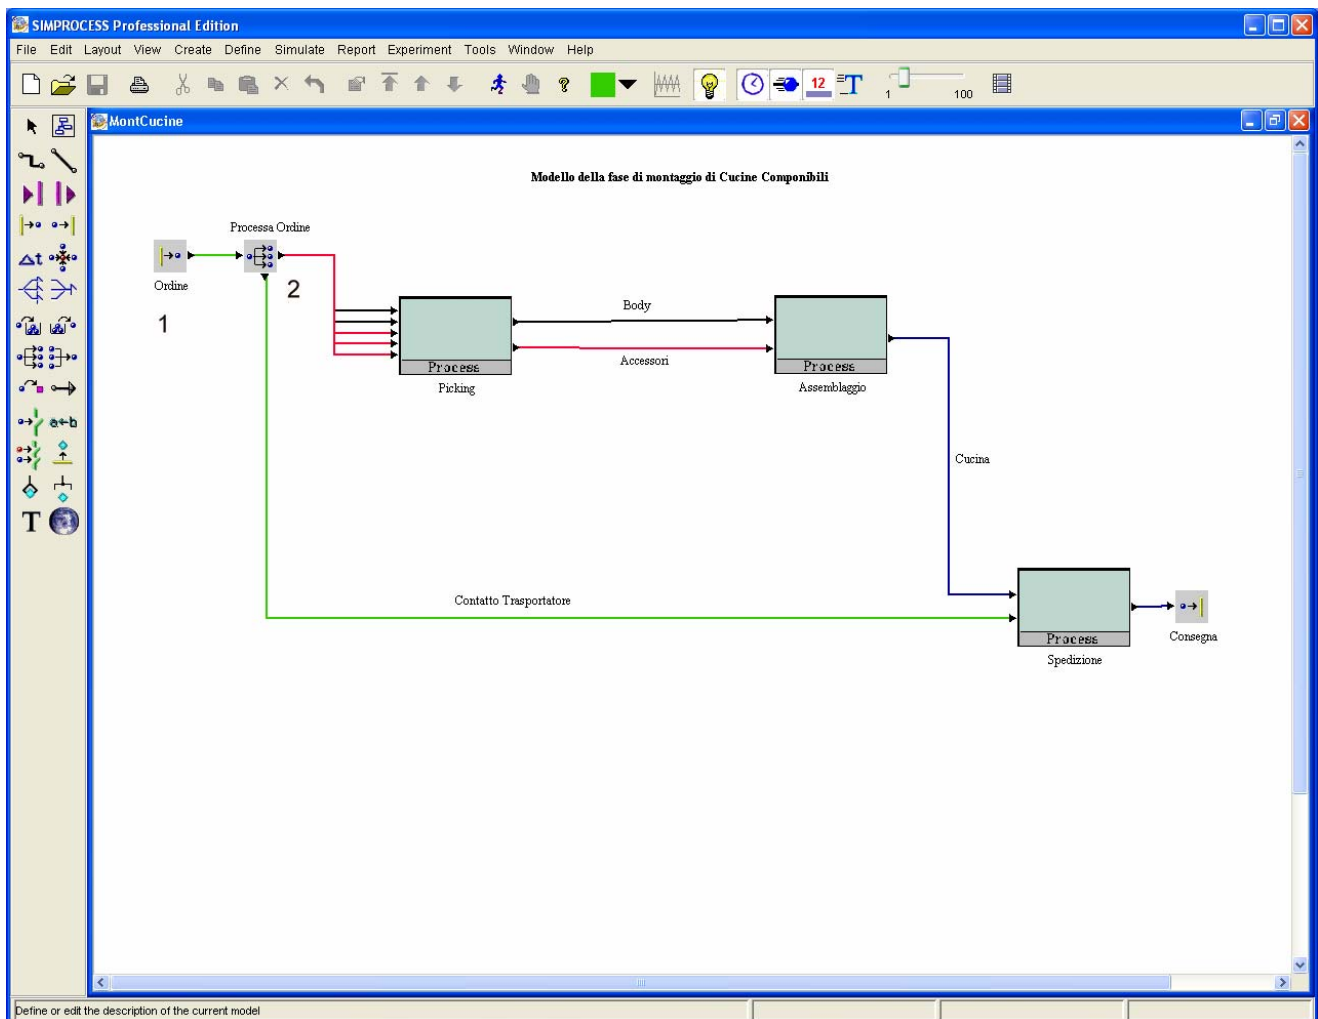 SIMPROCESS Professional Edition
File Edit Layout View Create Define Simulate Report Experiment Tools Window Help
12
T
1
100
MontCucine
Modello della fase di montaggio di Cucine Componibili
Processa Ordine
Ordine
1
2
Body
Accessori
Process
Picking
Process
Assemblaggio
Cucina
Contatto Trasportatore
Process
Spedizione
Consegna
Δt
a←b
T
Define or edit the description of the current model